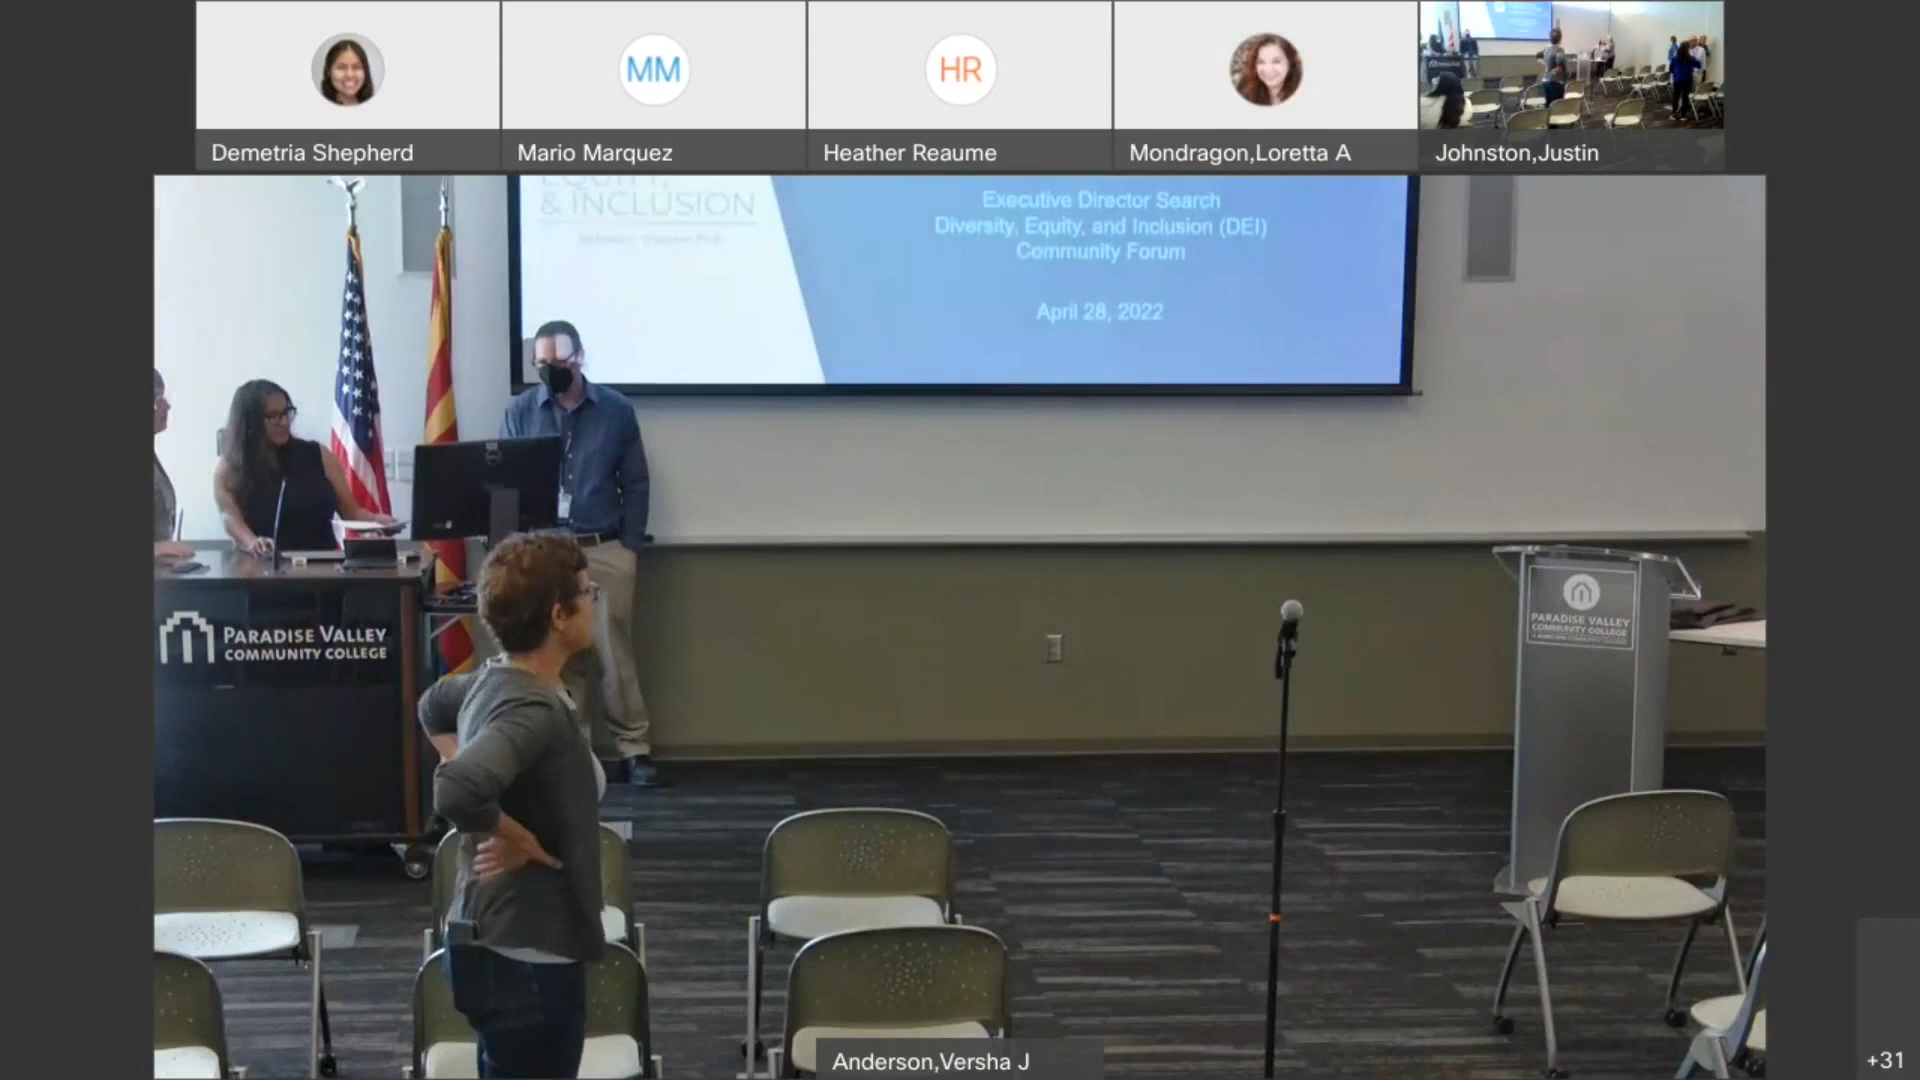 MM
HR
Demetria Shepherd
Mario Marquez
Heather Reaume
Mondragon,Loretta A
Johnston,Justin
EQUITY,
& INCLUSION
Executive Director Search
Diversity, Equity, and Inclusion (DEI)
Community Forum
April 28, 2022
PARADISE VALLEY
COMMUNITY COLLEGE
PARADISE VALLEY
COMMUNITY COLLEGE
Anderson,Versha J
+31